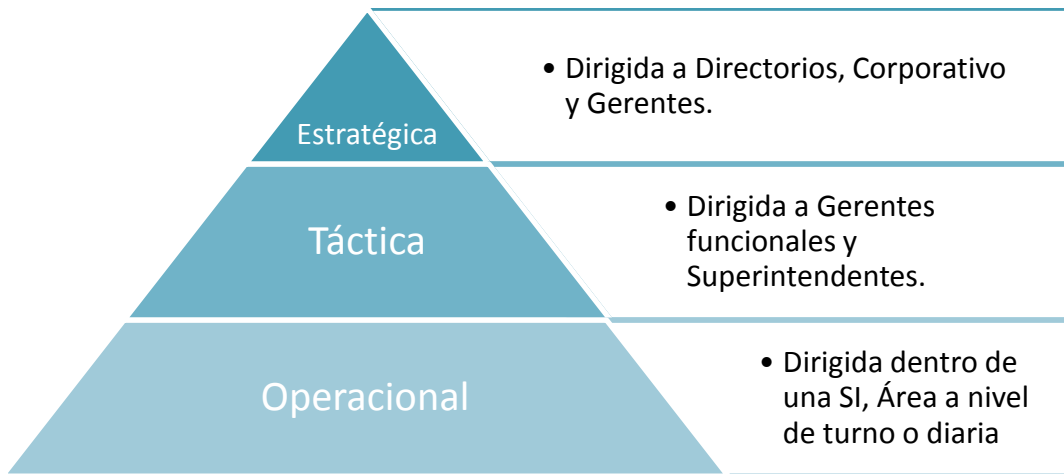 Estratégica
• Dirigida a Directorios, Corporativo
y Gerentes.
Táctica
• Dirigida a Gerentes
funcionales y
Superintendentes.
Operacional
• Dirigida dentro de
una SI, Área a nivel
de turno o diaria